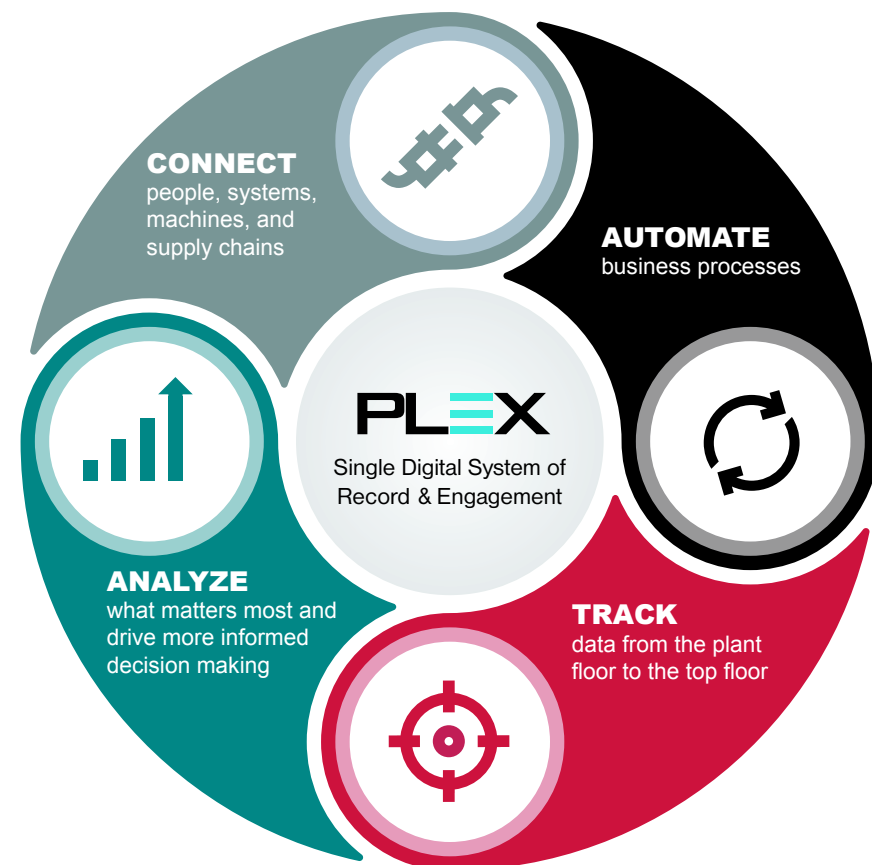 CONNECT
people, systems,
machines, and
supply chains
AUTOMATE
business processes
PLEX
Single Digital System of
Record & Engagement
ANALYZE
what matters most and
drive more informed
decision making
TRACK
data from the plant
floor to the top floor